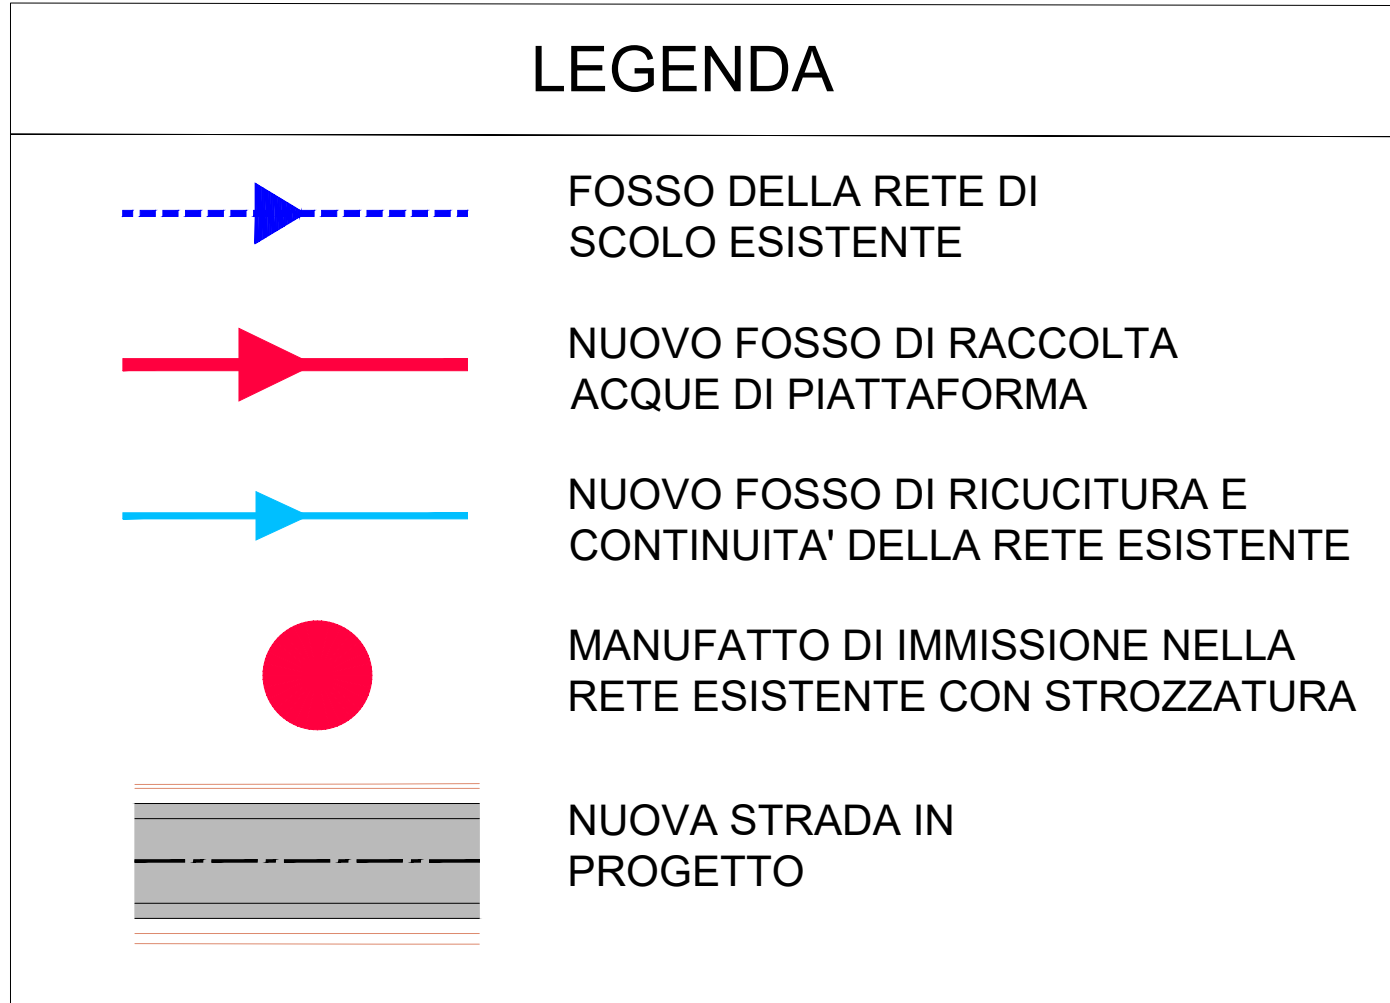 LEGENDA
FOSSO DELLA RETE DI
SCOLO ESISTENTE
NUOVO FOSSO DI RACCOLTA
ACQUE DI PIATTAFORMA
NUOVO FOSSO DI RICUCITURA E
CONTINUITA' DELLA RETE ESISTENTE
MANUFATTO DI IMMISSIONE NELLA
RETE ESISTENTE CON STROZZATURA
NUOVA STRADA IN
PROGETTO